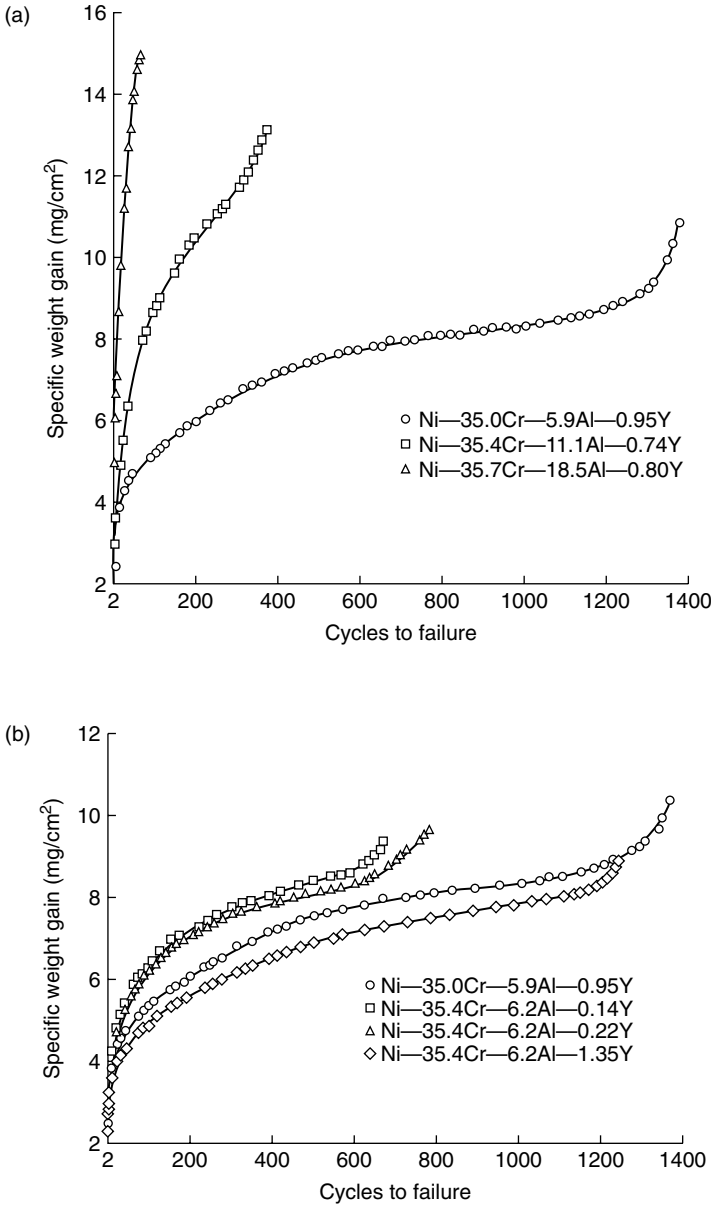 (a)
16
14
12
10
8
6
4
2
Specific weight gain (mg/cm²)
Ni—35.0Cr—5.9Al—0.95Y
Ni—35.4Cr—11.1Al—0.74Y
Ni—35.7Cr—18.5Al—0.80Y
2 200 400 600 800 1000 1200 1400
Cycles to failure
(b)
12
10
8
6
4
2
Specific weight gain (mg/cm²)
Ni—35.0Cr—5.9Al—0.95Y
Ni—35.4Cr—6.2Al—0.14Y
Ni—35.4Cr—6.2Al—0.22Y
Ni—35.4Cr—6.2Al—1.35Y
2 200 400 600 800 1000 1200 1400
Cycles to failure